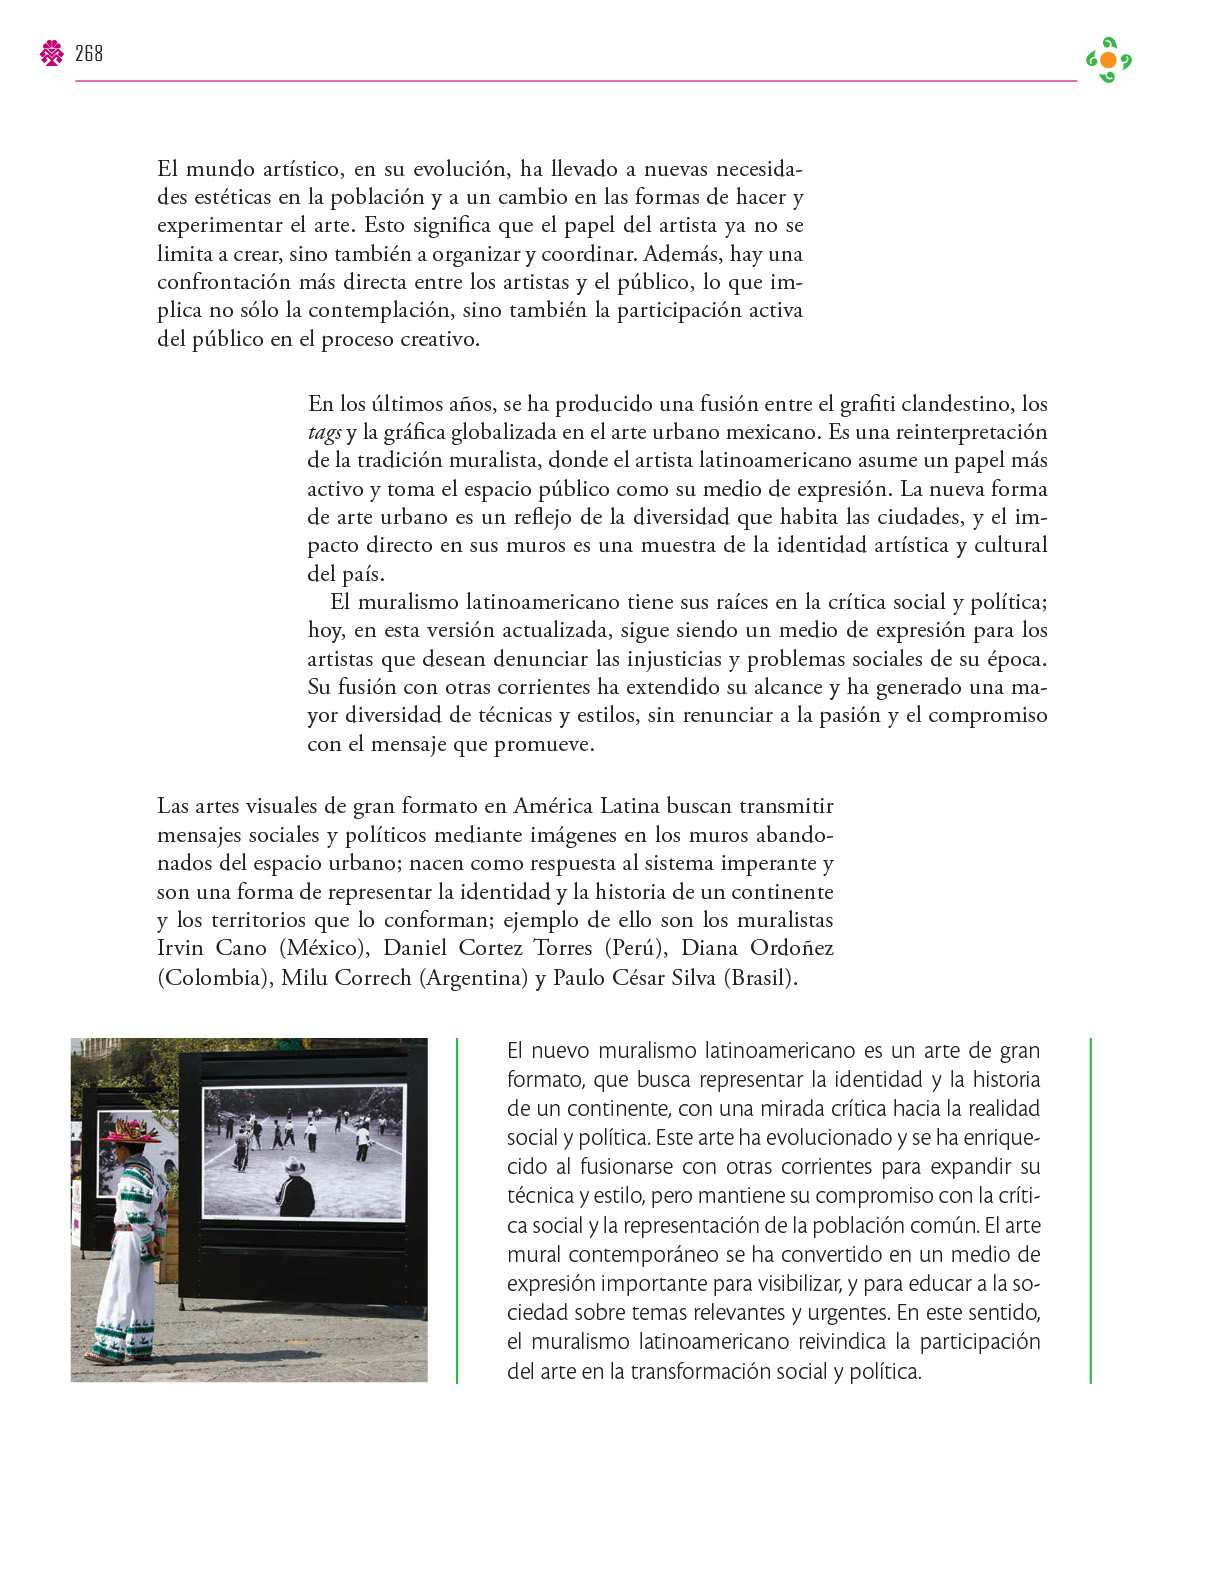 268
El mundo artístico, en su evolución, ha llevado a nuevas necesida-
des estéticas en la población y a un cambio en las formas de hacer y
experimentar el arte. Esto significa que el papel del artista ya no se
limita a crear, sino también a organizar y coordinar. Además, hay una
confrontación más directa entre los artistas y el público, lo que im-
plica no sólo la contemplación, sino también la participación activa
del público en el proceso creativo.
En los últimos años, se ha producido una fusión entre el grafiti clandestino, los
tags y la gráfica globalizada en el arte urbano mexicano. Es una reinterpretación
de la tradición muralista, donde el artista latinoamericano asume un papel más
activo y toma el espacio público como su medio de expresión. La nueva forma
de arte urbano es un reflejo de la diversidad que habita las ciudades, y el im-
pacto directo en sus muros es una muestra de la identidad artística y cultural
del país.
El muralismo latinoamericano tiene sus raíces en la crítica social y política;
hoy, en esta versión actualizada, sigue siendo un medio de expresión para los
artistas que desean denunciar las injusticias y problemas sociales de su época.
Su fusión con otras corrientes ha extendido su alcance y ha generado una ma-
yor diversidad de técnicas y estilos, sin renunciar a la pasión y el compromiso
con el mensaje que promueve.
Las artes visuales de gran formato en América Latina buscan transmitir
mensajes sociales y políticos mediante imágenes en los muros abando-
nados del espacio urbano; nacen como respuesta al sistema imperante y
son una forma de representar la identidad y la historia de un continente
y los territorios que lo conforman; ejemplo de ello son los muralistas
Irvin Cano (México), Daniel Cortez Torres (Perú), Diana Ordoñez
(Colombia), Milu Correch (Argentina) y Paulo César Silva (Brasil).
El nuevo muralismo latinoamericano es un arte de gran
formato, que busca representar la identidad y la historia
de un continente, con una mirada crítica hacia la realidad
social y política. Este arte ha evolucionado y se ha enrique-
cido al fusionarse con otras corrientes para expandir su
técnica y estilo, pero mantiene su compromiso con la críti-
ca social y la representación de la población común. El arte
mural contemporáneo se ha convertido en un medio de
expresión importante para visibilizar, y para educar a la so-
ciedad sobre temas relevantes y urgentes. En este sentido,
el muralismo latinoamericano reivindica la participación
del arte en la transformación social y política.